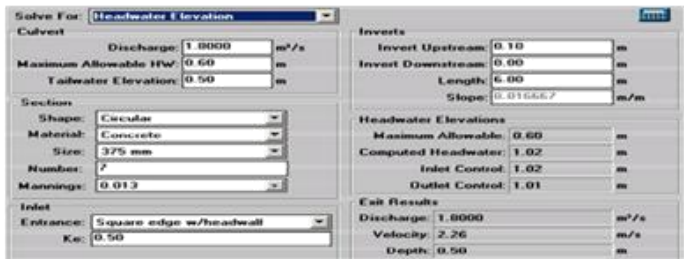 Solve For: Headwater Elevation
Culvert
Discharge: 1.8000 m³/s
Maximum Allowable HW: 0.60 m
Tailwater Elevation: 0.50 m
Section
Shape: Circular
Material: Concrete
Size: 375 mm
Number: 7
Mannings: 0.013
Inlet
Entrance: Square edge w/headwall
Ke: 0.50
Inverts
Invert Upstream: 0.10 m
Invert Downstream: 0.00 m
Length: 6.00 m
Slope: 0.016667 m/m
Headwater Elevations
Maximum Allowable: 0.60 m
Computed Headwater: 1.02 m
Inlet Control: 1.02 m
Outlet Control: 1.01 m
Exit Results
Discharge: 1.8000 m³/s
Velocity: 2.26 m/s
Depth: 0.50 m